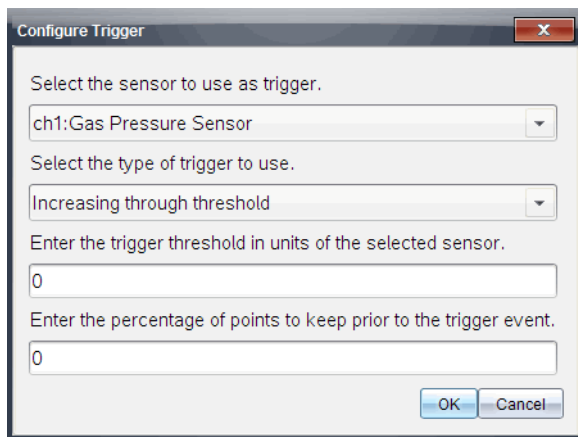 Configure Trigger
Select the sensor to use as trigger.
ch1:Gas Pressure Sensor
Select the type of trigger to use.
Increasing through threshold
Enter the trigger threshold in units of the selected sensor.
0
Enter the percentage of points to keep prior to the trigger event.
0
OK Cancel